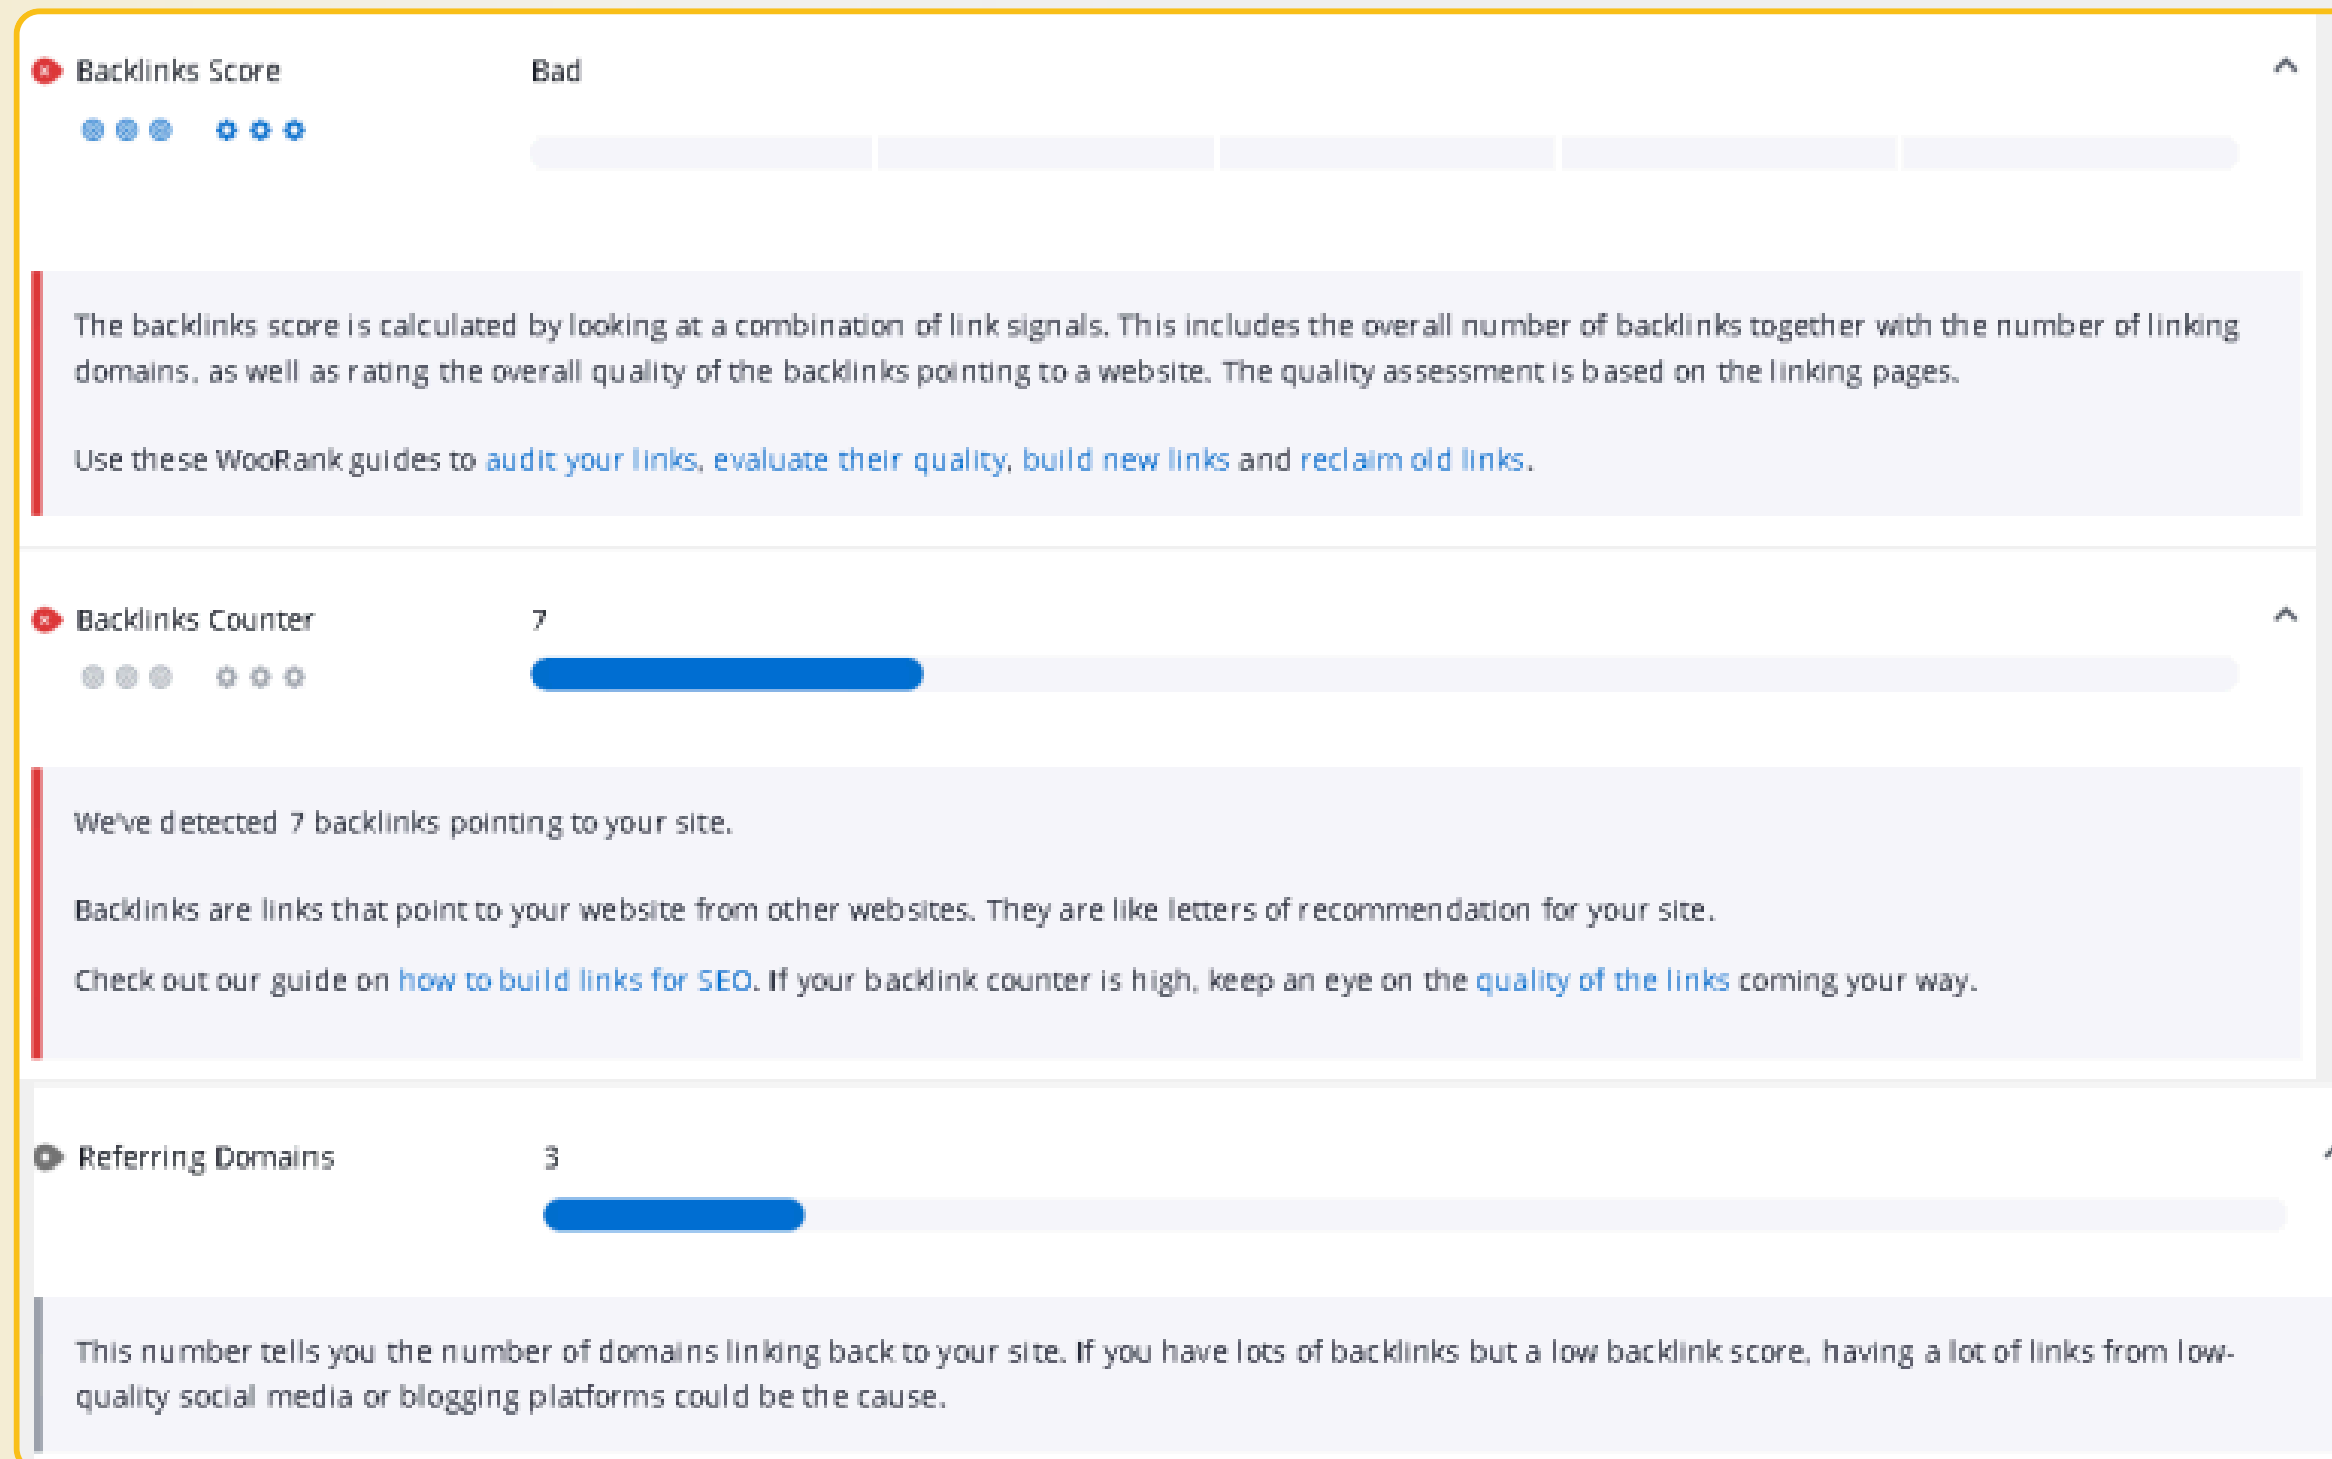 Backlinks Score
Bad
The backlinks score is calculated by looking at a combination of link signals. This includes the overall number of backlinks together with the number of linking
domains, as well as rating the overall quality of the backlinks pointing to a website. The quality assessment is based on the linking pages.
Use these WooRank guides to audit your links, evaluate their quality, build new links and reclaim old links.
Backlinks Counter
7
We've detected 7 backlinks pointing to your site.
Backlinks are links that point to your website from other websites. They are like letters of recommendation for your site.
Check out our guide on how to build links for SEO. If your backlink counter is high, keep an eye on the quality of the links coming your way.
Referring Domains
3
This number tells you the number of domains linking back to your site. If you have lots of backlinks but a low backlink score, having a lot of links from low-
quality social media or blogging platforms could be the cause.